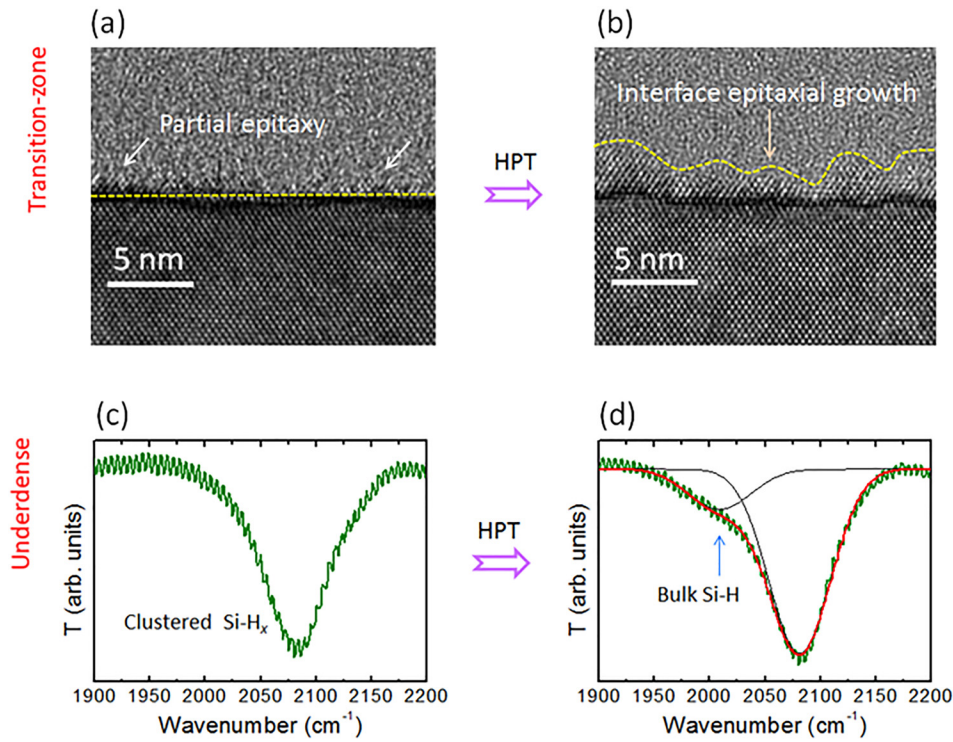 (a)
(b)
Transition-zone
Partial epitaxy
5 nm
HPT
Interface epitaxial growth
5 nm
(c)
(d)
Underdense
T (arb. units)
Clustered Si-Hₓ
1900 1950 2000 2050 2100 2150 2200
Wavenumber (cm⁻¹)
HPT
T (arb. units)
Bulk Si-H
1900 1950 2000 2050 2100 2150 2200
Wavenumber (cm⁻¹)